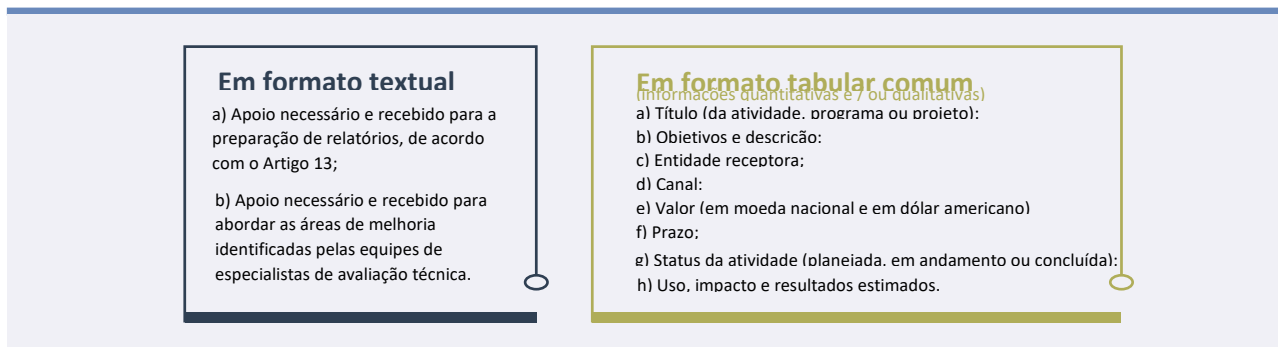 Em formato textual
a) Apoio necessário e recebido para a
preparação de relatórios, de acordo
com o Artigo 13;
b) Apoio necessário e recebido para
abordar as áreas de melhoria
identificadas pelas equipes de
especialistas de avaliação técnica.
Em formato tabular comum
(informações quantitativas e / ou qualitativas)
a) Título (da atividade, programa ou projeto);
b) Objetivos e descrição;
c) Entidade receptora;
d) Canal;
e) Valor (em moeda nacional e em dólar americano)
f) Prazo;
g) Status da atividade (planejada, em andamento ou concluída);
h) Uso, impacto e resultados estimados.